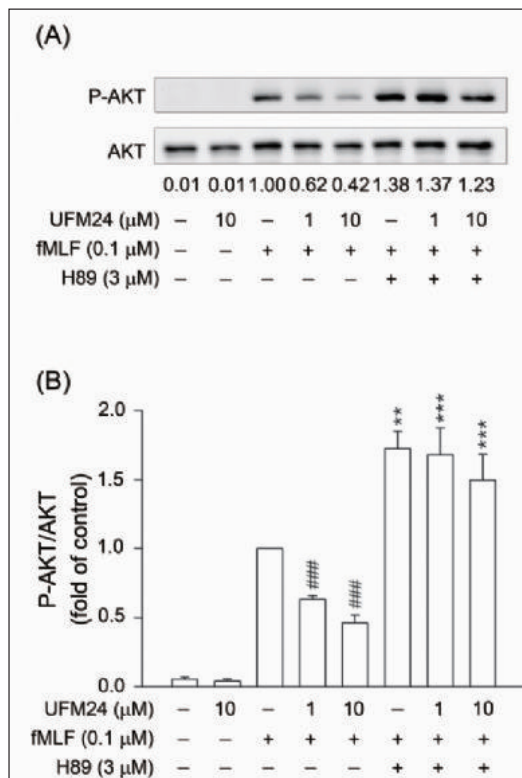 (A)
P-AKT
AKT
0.01 0.01 1.00 0.62 0.42 1.38 1.37 1.23
UFM24 (μM) – 10 – 1 10 – 1 10
fMLF (0.1 μM) – – + + + + + +
H89 (3 μM) – – – – – + + +
(B)
P-AKT/AKT
(fold of control)
2.0
1.5
1.0
0.5
0.0
### ### ** *** ***
UFM24 (μM) – 10 – 1 10 – 1 10
fMLF (0.1 μM) – – + + + + + +
H89 (3 μM) – – – – – + + +